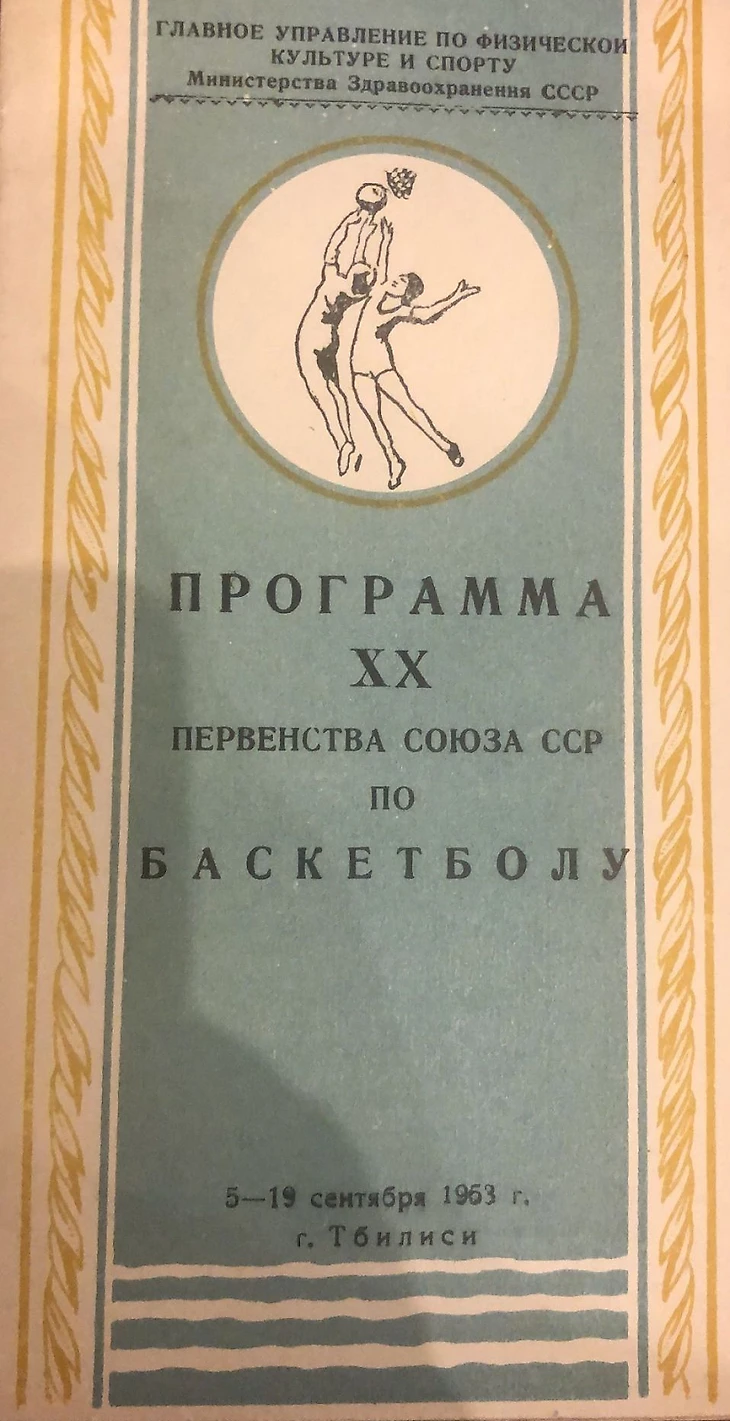 ГЛАВНОЕ УПРАВЛЕНИЕ ПО ФИЗИЧЕСКОЙ
КУЛЬТУРЕ И СПОРТУ
Министерства Здравоохранения СССР
ПРОГРАММА
XX
ПЕРВЕНСТВА СОЮЗА ССР
ПО
БАСКЕТБОЛУ
5—19 сентября 1953 г.
г. Тбилиси